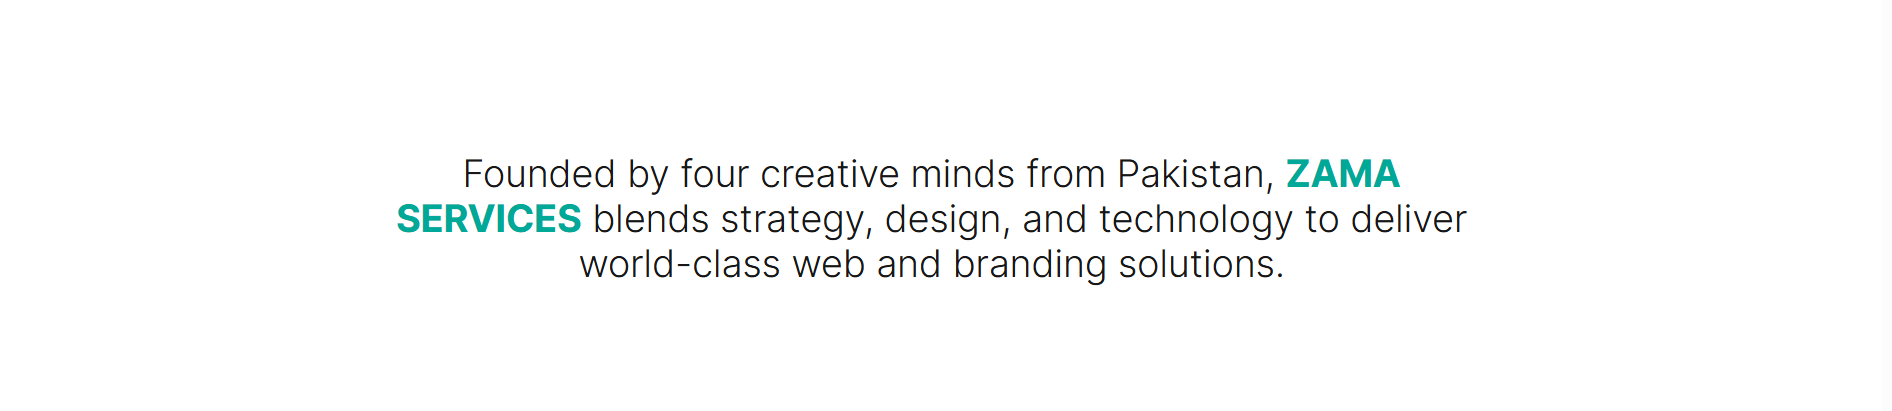 Founded by four creative minds from Pakistan, ZAMA
SERVICES blends strategy, design, and technology to deliver
world-class web and branding solutions.